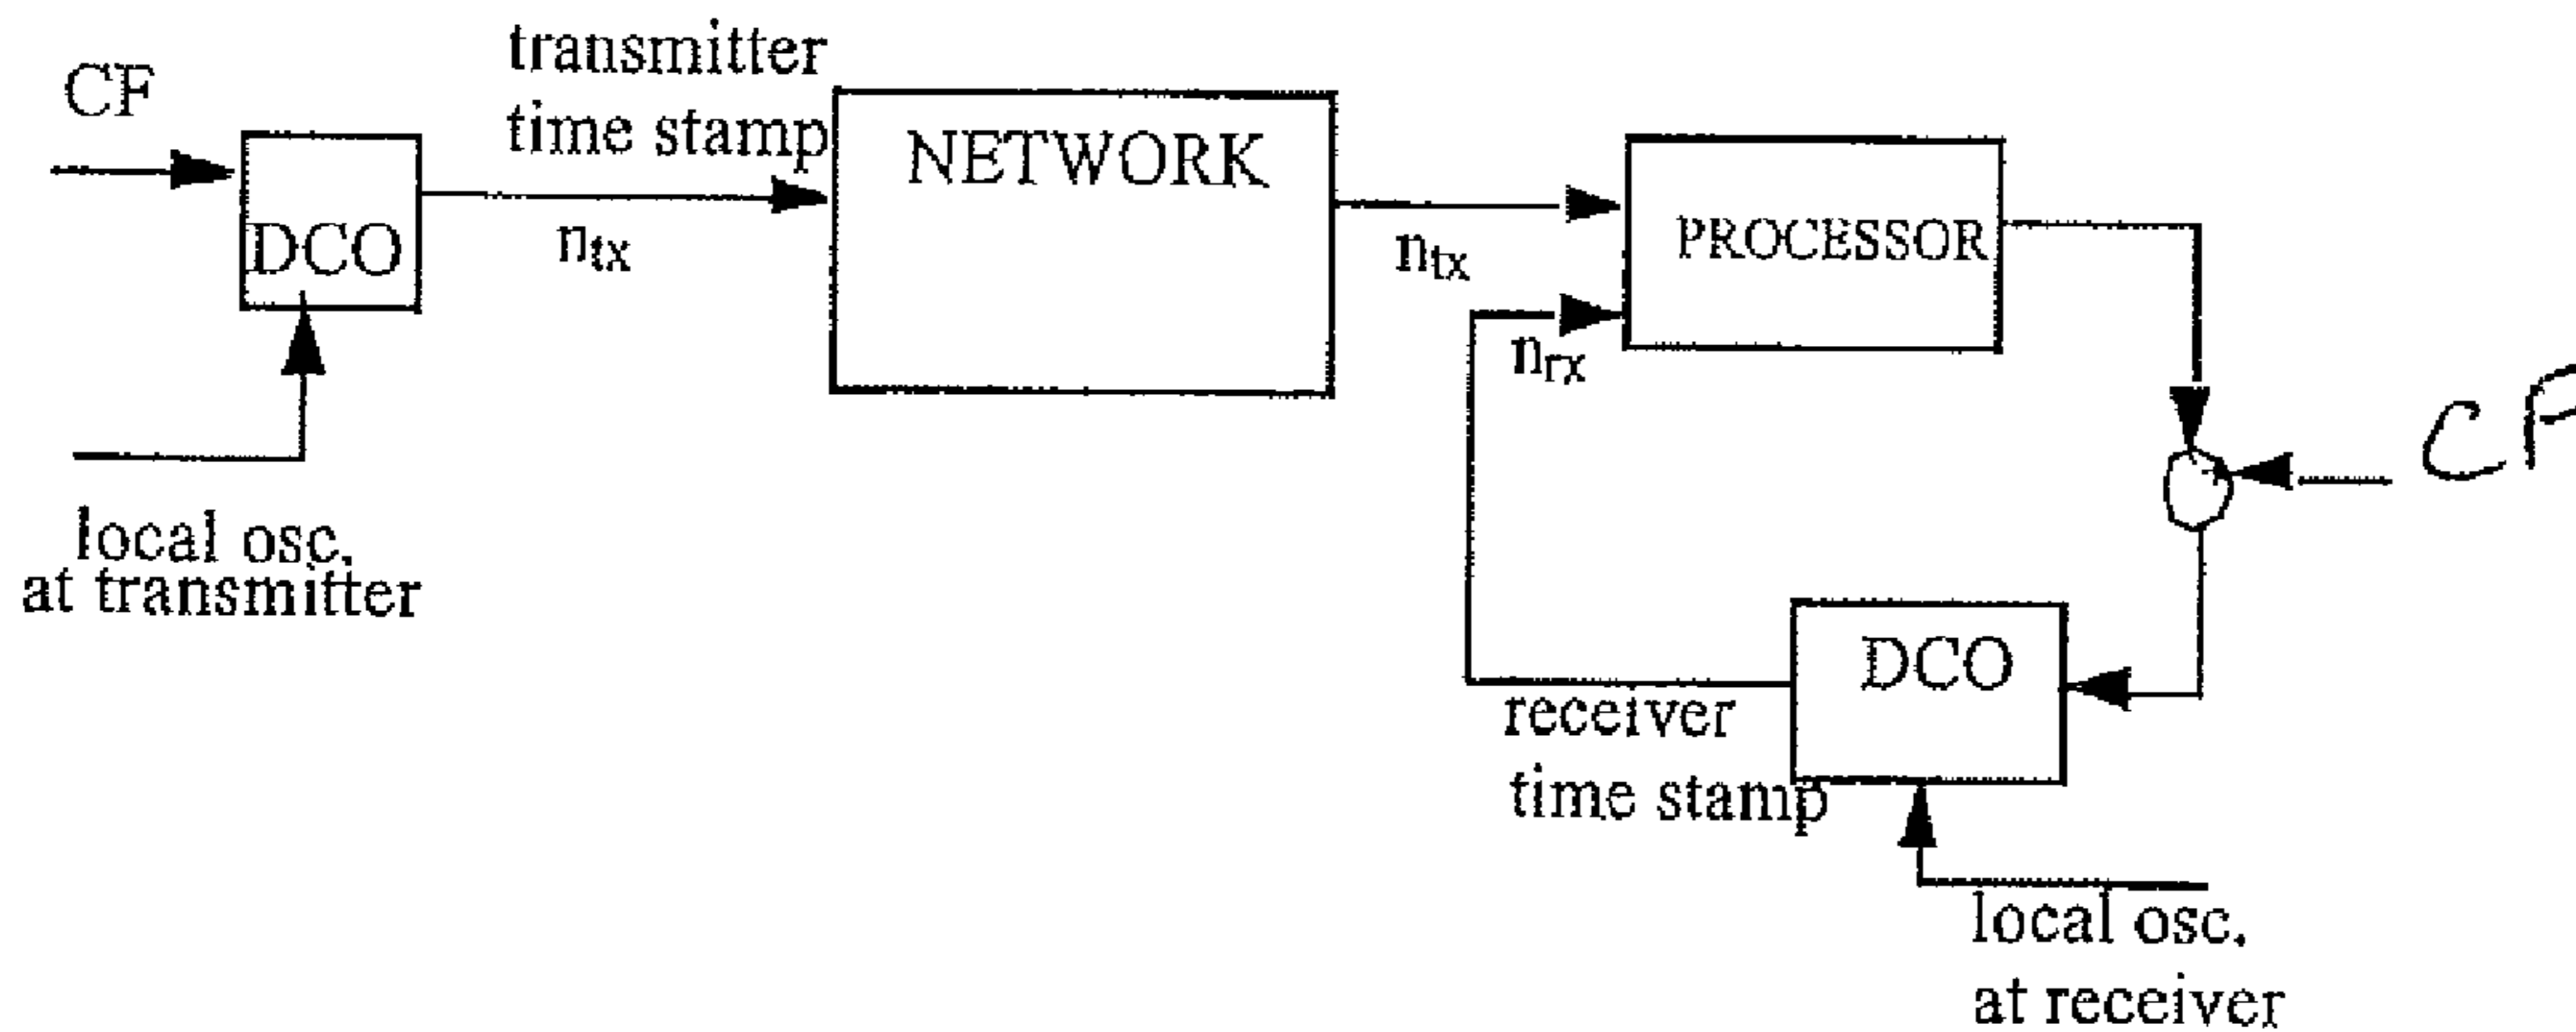 CF
transmitter
time stamp
NETWORK
DCO
n_tx
n_tx
PROCESSOR
n_rx
CF
local osc.
at transmitter
DCO
receiver
time stamp
local osc.
at receiver